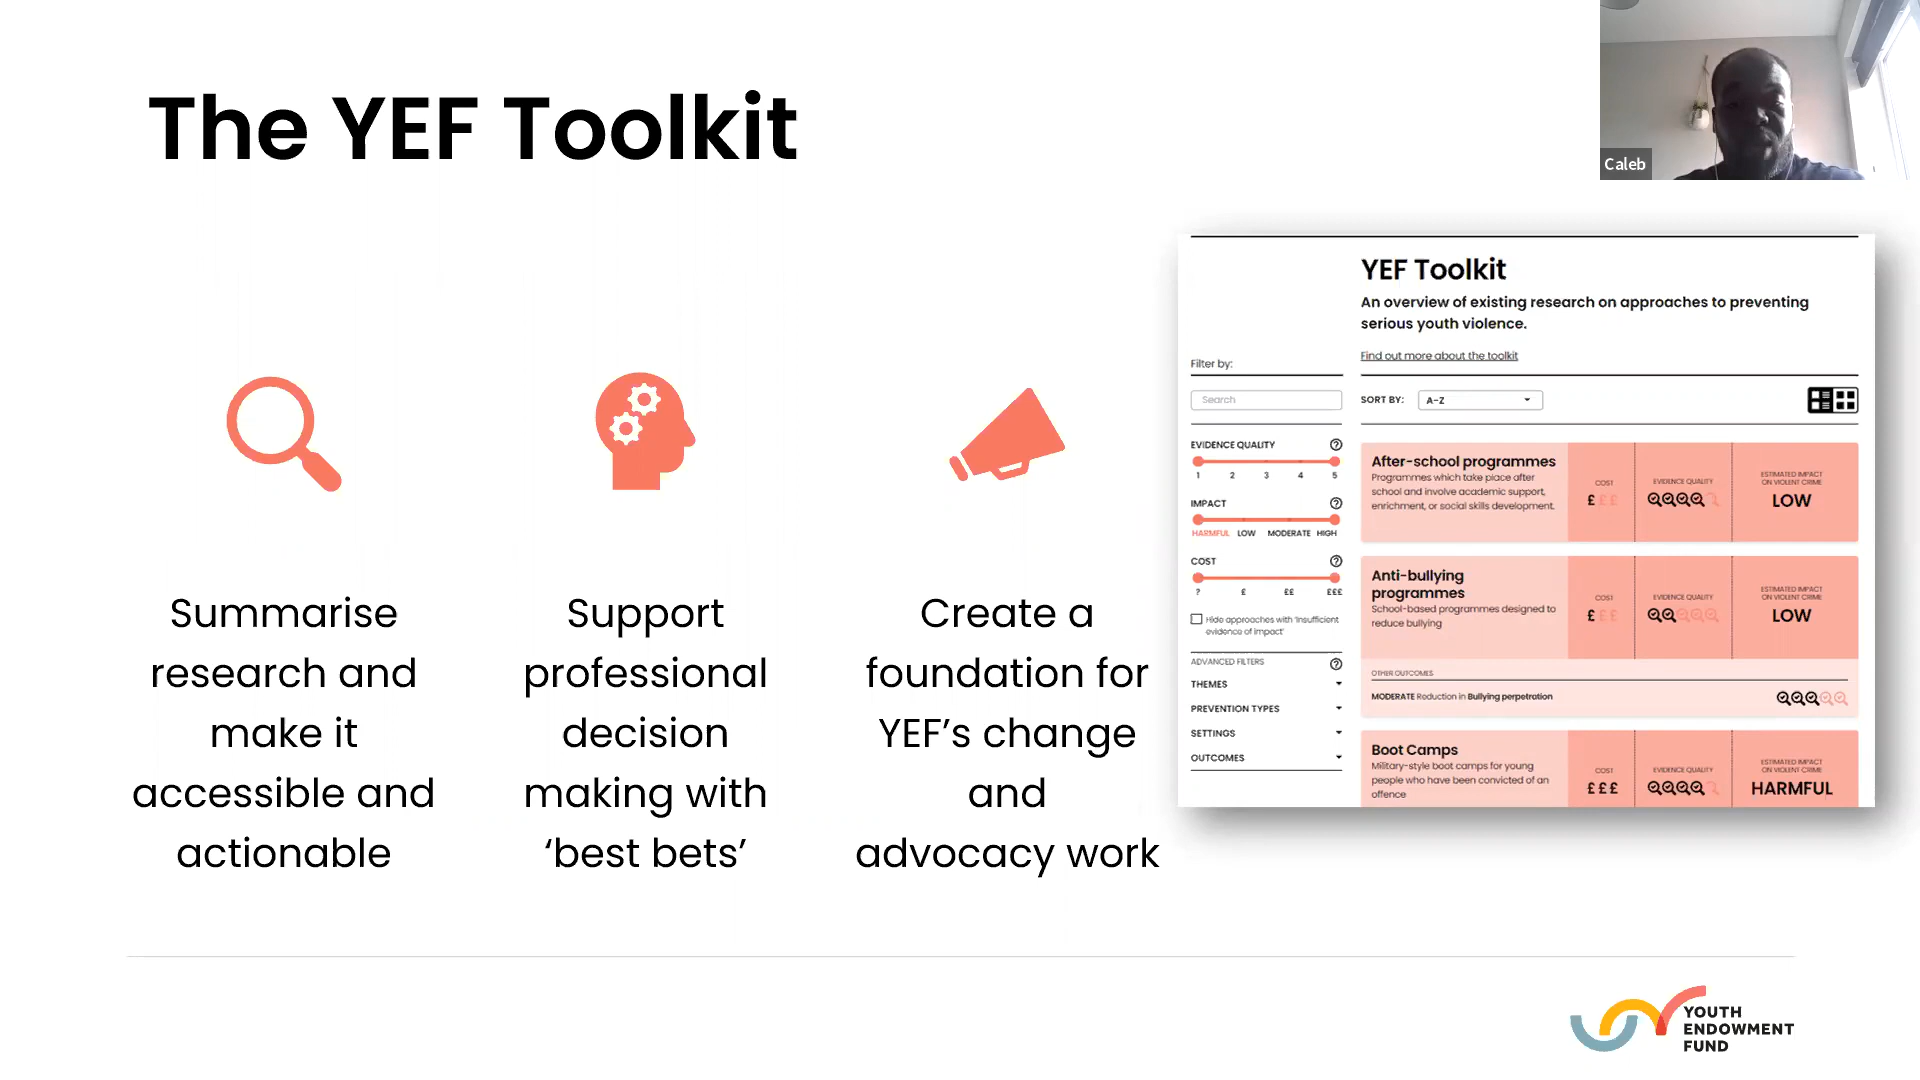 The YEF Toolkit
Caleb
Summarise
research and
make it
accessible and
actionable
Support
professional
decision
making with
‘best bets’
Create a
foundation for
YEF’s change
and
advocacy work
YEF Toolkit
An overview of existing research on approaches to preventing
serious youth violence.
Find out more about the toolkit
Filter by:
Search
SORT BY:
A-Z
EVIDENCE QUALITY
1 2 3 4 5
IMPACT
HARMFUL LOW MODERATE HIGH
COST
? £ ££ £££
Hide approaches with 'Insufficient
evidence of impact'
ADVANCED FILTERS
THEMES
PREVENTION TYPES
SETTINGS
OUTCOMES
After-school programmes
Programmes which take place after
school and involve academic support,
enrichment, or social skills development.
COST
£££
EVIDENCE QUALITY
ESTIMATED IMPACT
ON VIOLENT CRIME
LOW
Anti-bullying
programmes
School-based programmes designed to
reduce bullying
COST
£££
EVIDENCE QUALITY
ESTIMATED IMPACT
ON VIOLENT CRIME
LOW
OTHER OUTCOMES
MODERATE Reduction in Bullying perpetration
Boot Camps
Military-style boot camps for young
people who have been convicted of an
offence
COST
£££
EVIDENCE QUALITY
ESTIMATED IMPACT
ON VIOLENT CRIME
HARMFUL
YOUTH
ENDOWMENT
FUND